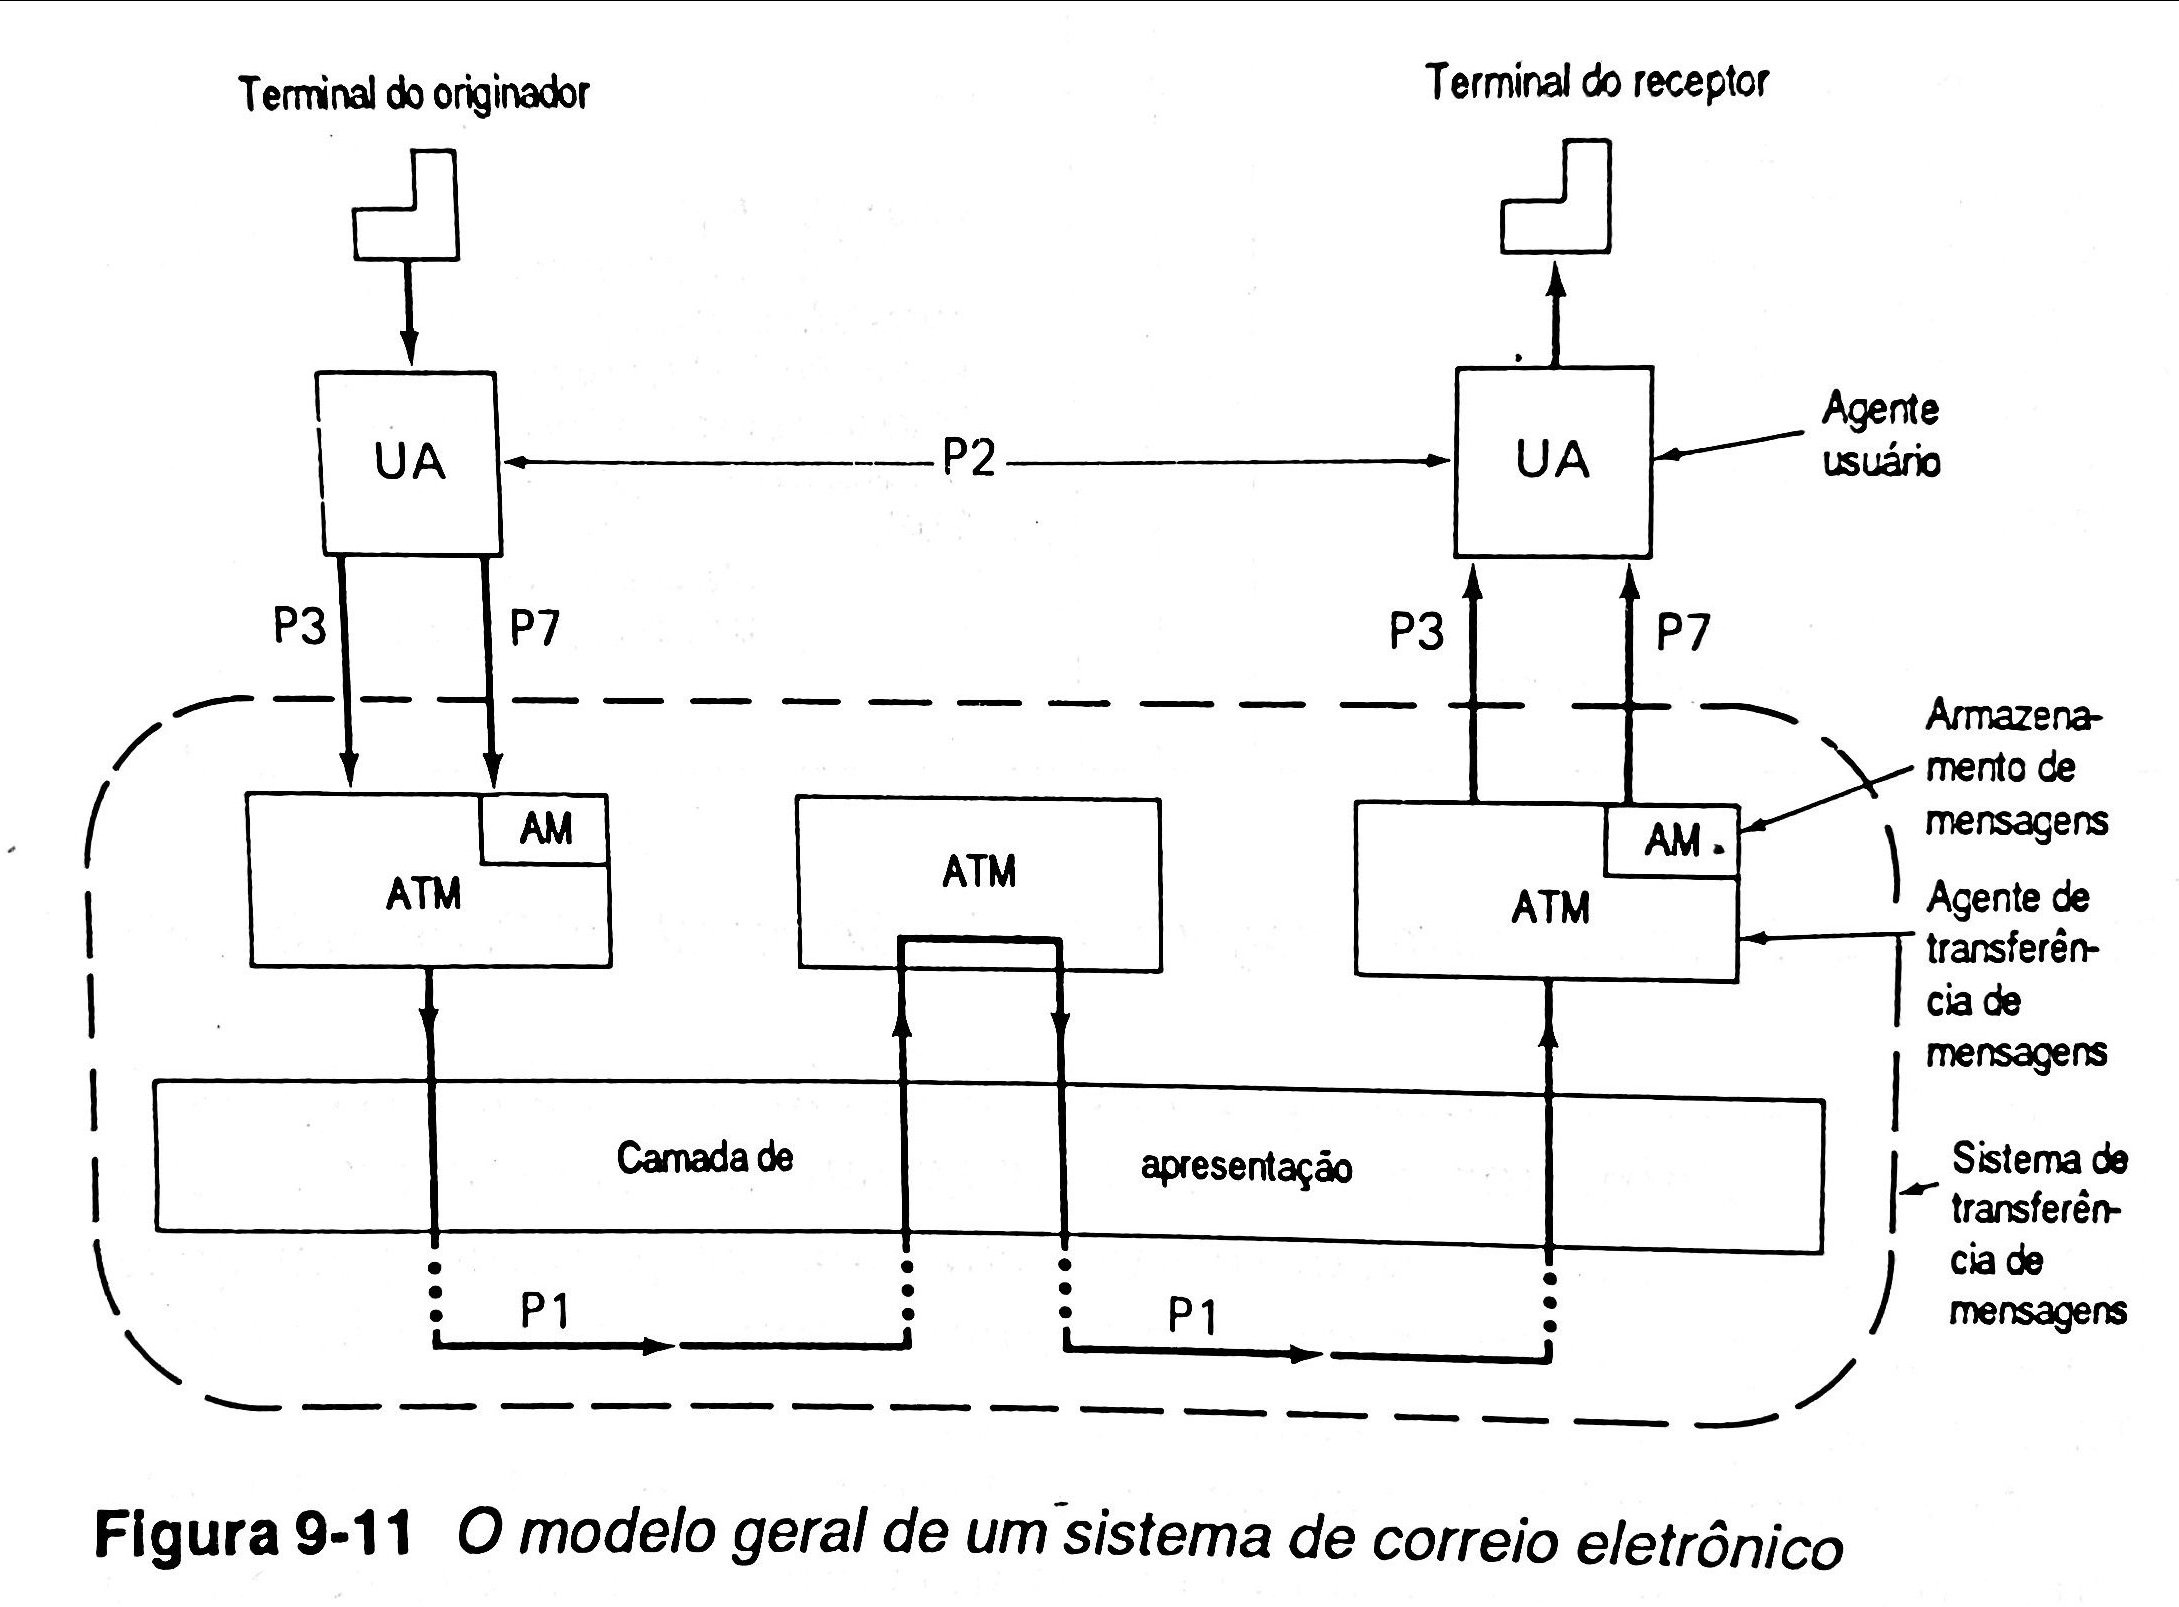 Terminal do originador
Terminal do receptor
UA
P2
UA
Agente
usuário
P3
P7
P3
P7
Armazena-
mento de
mensagens
AM
ATM
ATM
AM
ATM
Agente de
transferên-
cia de
mensagens
Camada de
apresentação
Sistema de
transferên-
cia de
mensagens
P1
P1
Figura 9-11 O modelo geral de um sistema de correio eletrônico